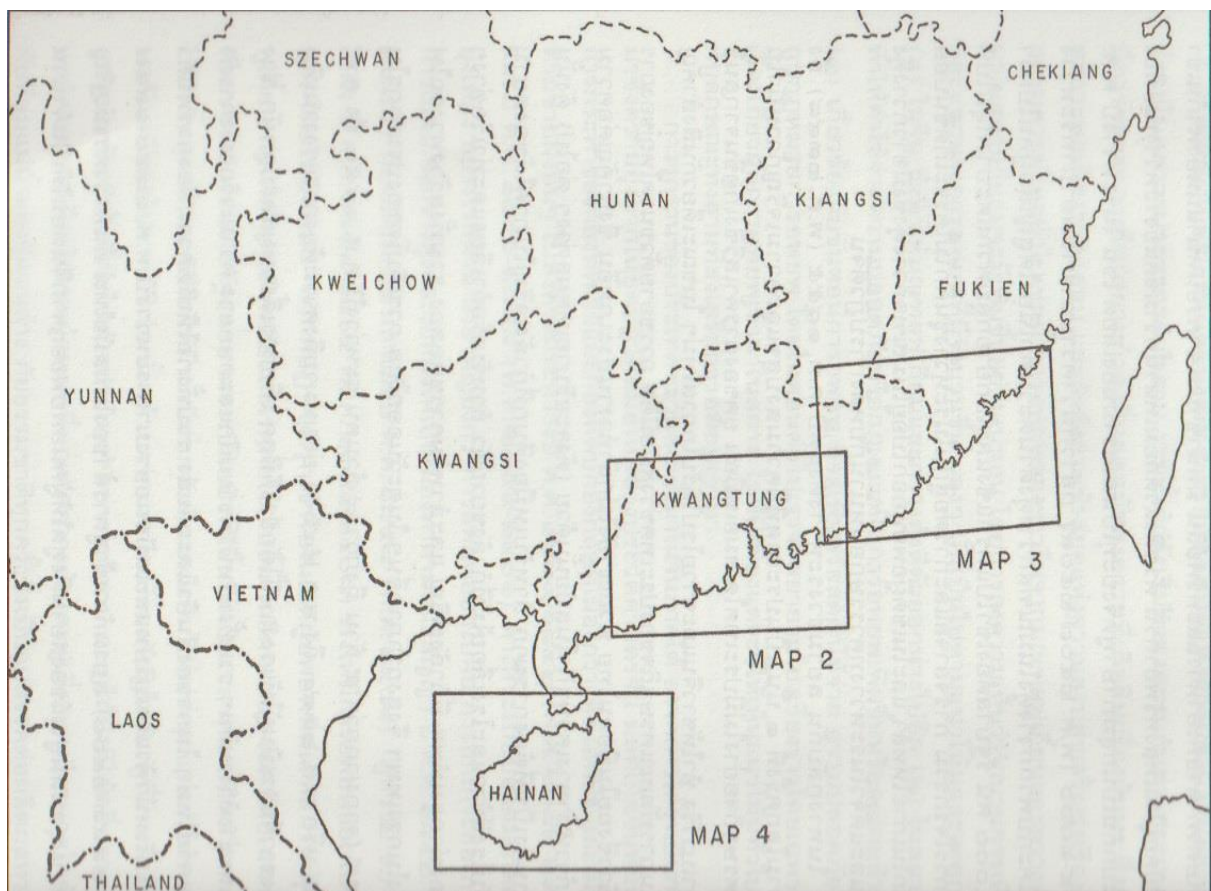 SZECHWAN
CHEKIANG
HUNAN
KIANGSI
KWEICHOW
FUKIEN
YUNNAN
KWANGSI
KWANGTUNG
MAP 3
VIETNAM
MAP 2
LAOS
HAINAN
MAP 4
THAILAND